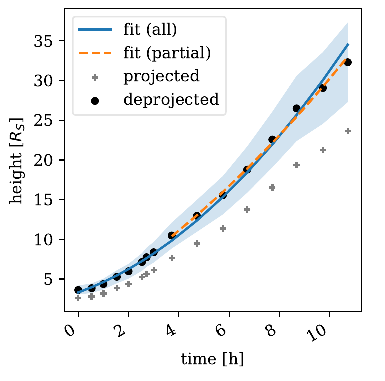 fit (all)
fit (partial)
projected
deprojected
35
30
25
20
15
10
5
height [R_S]
0
2
4
6
8
10
time [h]